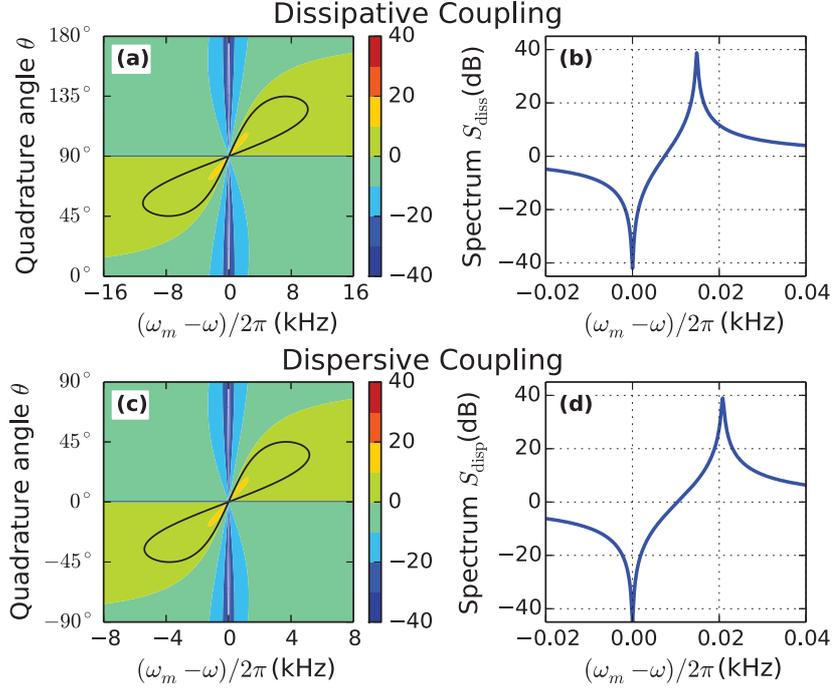 Dissipative Coupling
Quadrature angle θ
180°
135°
90°
45°
0°
(a)
−16 −8 0 8 16
(ω_m − ω)/2π (kHz)
40
20
0
−20
−40
Spectrum S_diss(dB)
40
20
0
−20
−40
(b)
−0.02 0.00 0.02 0.04
(ω_m − ω)/2π (kHz)
Dispersive Coupling
Quadrature angle θ
90°
45°
0°
−45°
−90°
(c)
−8 −4 0 4 8
(ω_m − ω)/2π (kHz)
40
20
0
−20
−40
Spectrum S_disp(dB)
40
20
0
−20
−40
(d)
−0.02 0.00 0.02 0.04
(ω_m − ω)/2π (kHz)